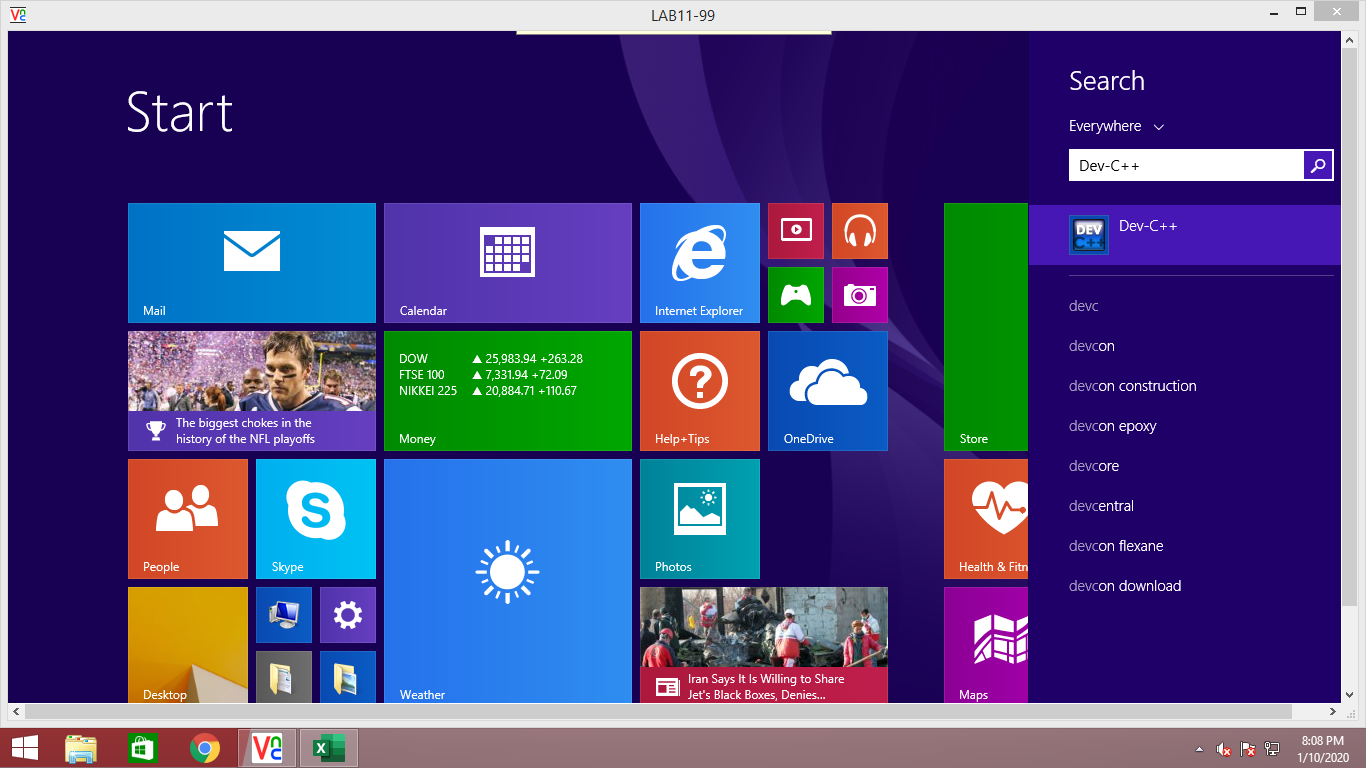 LAB11-99
Start
Search
Everywhere
Dev-C++
DEV
C++
Dev-C++
devc
devcon
devcon construction
devcon epoxy
devcore
devcentral
devcon flexane
devcon download
Mail
Calendar
Internet Explorer
The biggest chokes in the
history of the NFL playoffs
DOW ▲ 25,983.94 +263.28
FTSE 100 ▲ 7,331.94 +72.09
NIKKEI 225 ▲ 20,884.71 +110.67
Money
Help+Tips
OneDrive
Store
People
Skype
Weather
Photos
Health & Fitn
Desktop
Iran Says It Is Willing to Share
Jet's Black Boxes, Denies...
Maps
8:08 PM
1/10/2020